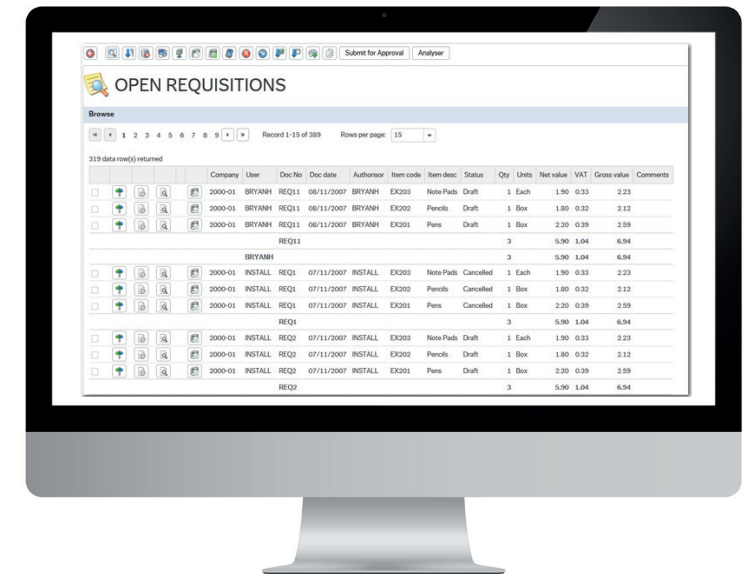 Submit for Approval Analyser
OPEN REQUISITIONS
Browse
1 2 3 4 5 6 7 8 9 Record 1-15 of 389 Rows per page: 15
319 data row(s) returned
Company User Doc No Doc date Authorisor Item code Item desc Status Qty Units Net value VAT Gross value Comments
2000-01 BRYANH REQ11 08/11/2007 BRYANH EX203 Note Pads Draft 1 Each 1.90 0.33 2.23
2000-01 BRYANH REQ11 08/11/2007 BRYANH EX202 Pencils Draft 1 Box 1.80 0.32 2.12
2000-01 BRYANH REQ11 08/11/2007 BRYANH EX201 Pens Draft 1 Box 2.20 0.39 2.59
REQ11 3 5.90 1.04 6.94
BRYANH 3 5.90 1.04 6.94
2000-01 INSTALL REQ1 07/11/2007 INSTALL EX203 Note Pads Cancelled 1 Each 1.90 0.33 2.23
2000-01 INSTALL REQ1 07/11/2007 INSTALL EX202 Pencils Cancelled 1 Box 1.80 0.32 2.12
2000-01 INSTALL REQ1 07/11/2007 INSTALL EX201 Pens Cancelled 1 Box 2.20 0.39 2.59
REQ1 3 5.90 1.04 6.94
2000-01 INSTALL REQ2 07/11/2007 INSTALL EX203 Note Pads Draft 1 Each 1.90 0.33 2.23
2000-01 INSTALL REQ2 07/11/2007 INSTALL EX202 Pencils Draft 1 Box 1.80 0.32 2.12
2000-01 INSTALL REQ2 07/11/2007 INSTALL EX201 Pens Draft 1 Box 2.20 0.39 2.59
REQ2 3 5.90 1.04 6.94